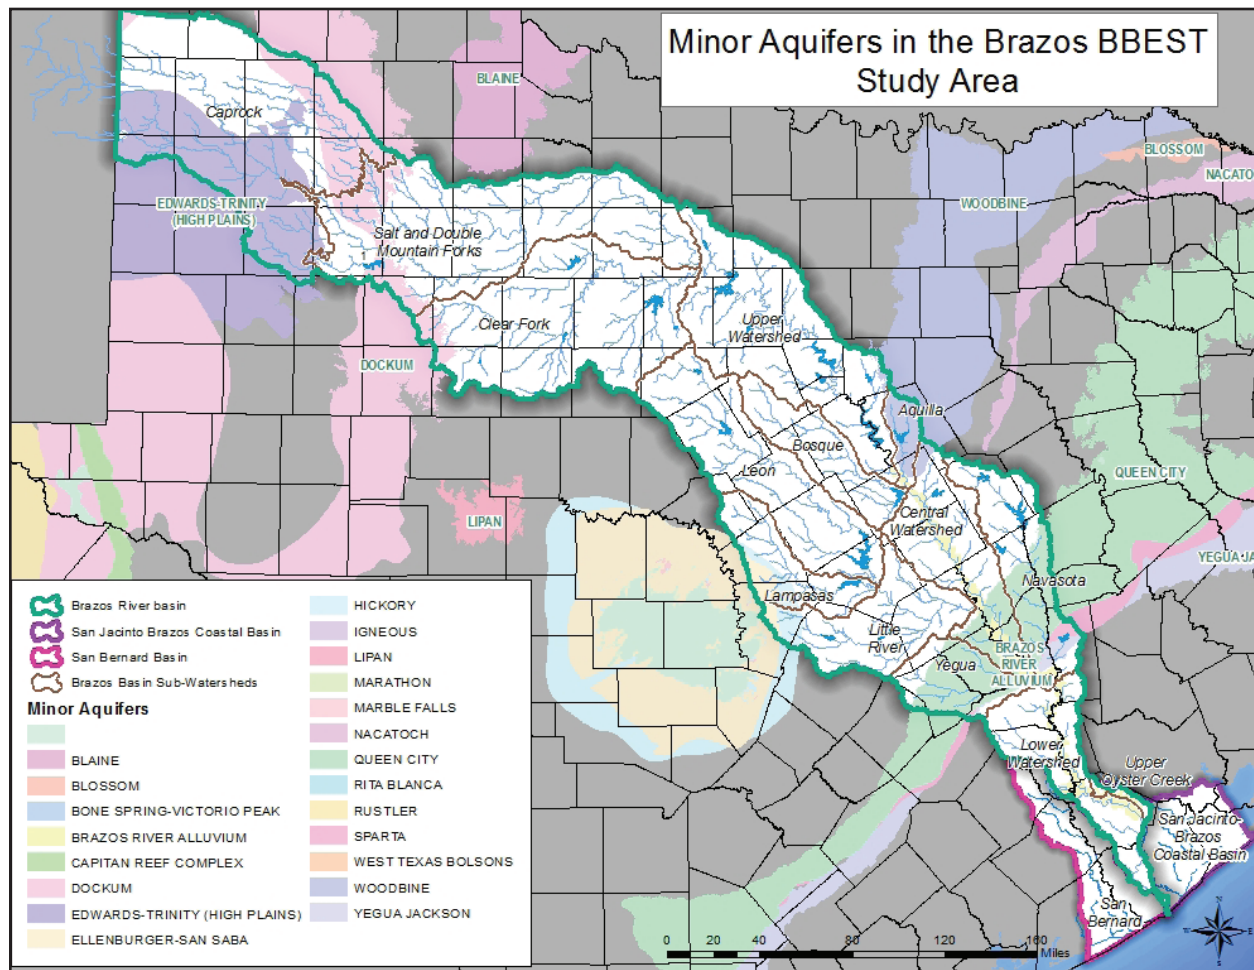 Minor Aquifers in the Brazos BBEST
Study Area
BLAINE
Caprock
BLOSSOM
NACATO
EDWARDS-TRINITY
(HIGH PLAINS)
WOODBINE
Salt and Double
Mountain Forks
Clear Fork
Upper
Watershed
DOCKUM
Aquilla
Bosque
Leon
QUEEN CITY
Central
Watershed
LIPAN
YEGUA JA
Navasota
Lampasas
Little
River
Yegua
BRAZOS
RIVER
ALLUVIUM
Lower
Watershed
Upper
Oyster Creek
San Jacinto-
Brazos
Coastal Basin
San
Bernard
Brazos River basin
San Jacinto Brazos Coastal Basin
San Bernard Basin
Brazos Basin Sub-Watersheds
Minor Aquifers
BLAINE
BLOSSOM
BONE SPRING-VICTORIO PEAK
BRAZOS RIVER ALLUVIUM
CAPITAN REEF COMPLEX
DOCKUM
EDWARDS-TRINITY (HIGH PLAINS)
ELLENBURGER-SAN SABA
HICKORY
IGNEOUS
LIPAN
MARATHON
MARBLE FALLS
NACATOCH
QUEEN CITY
RITA BLANCA
RUSTLER
SPARTA
WEST TEXAS BOLSONS
WOODBINE
YEGUA JACKSON
0 20 40 80 120 160
Miles
N
W E
S